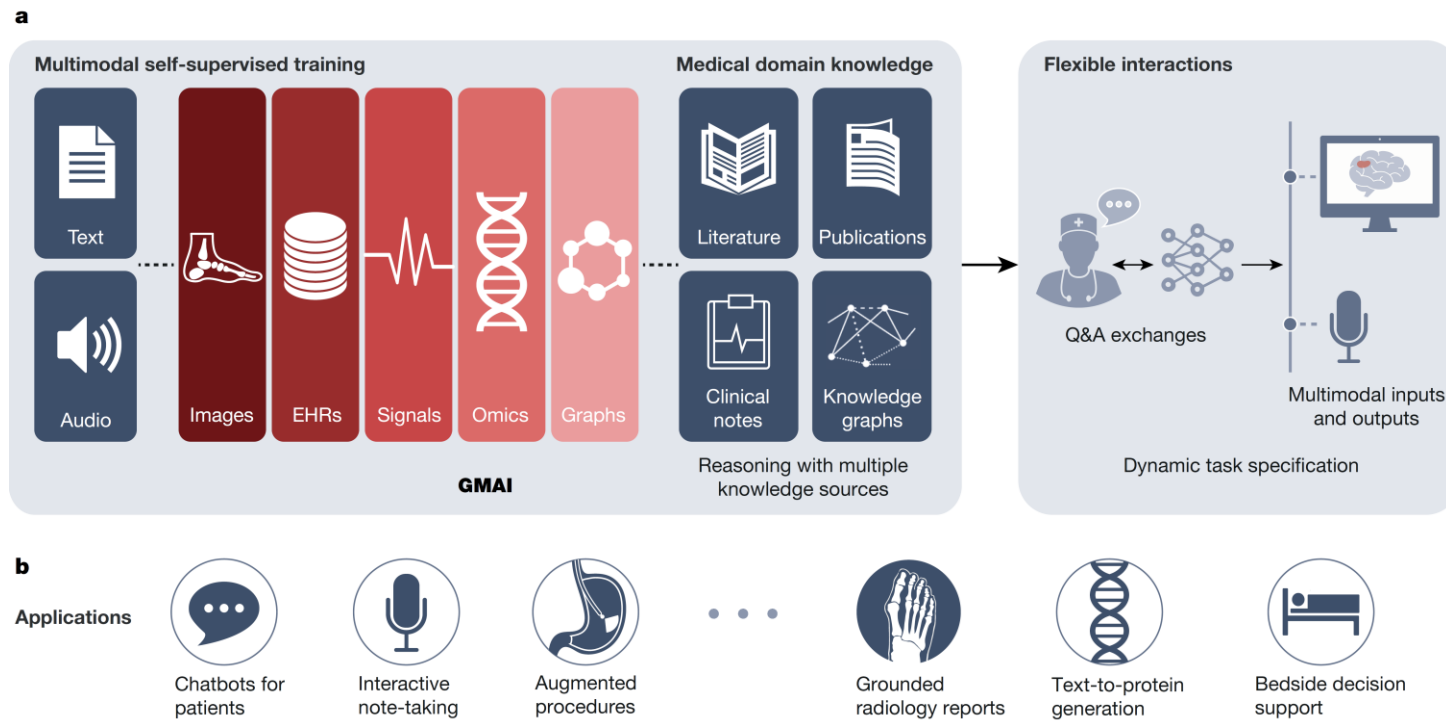 a
Multimodal self-supervised training
Medical domain knowledge
Flexible interactions
Text
Audio
Images
EHRs
Signals
Omics
Graphs
Literature
Publications
Clinical
notes
Knowledge
graphs
GMAI
Reasoning with multiple
knowledge sources
Q&A exchanges
Multimodal inputs
and outputs
Dynamic task specification
b
Applications
Chatbots for
patients
Interactive
note-taking
Augmented
procedures
Grounded
radiology reports
Text-to-protein
generation
Bedside decision
support